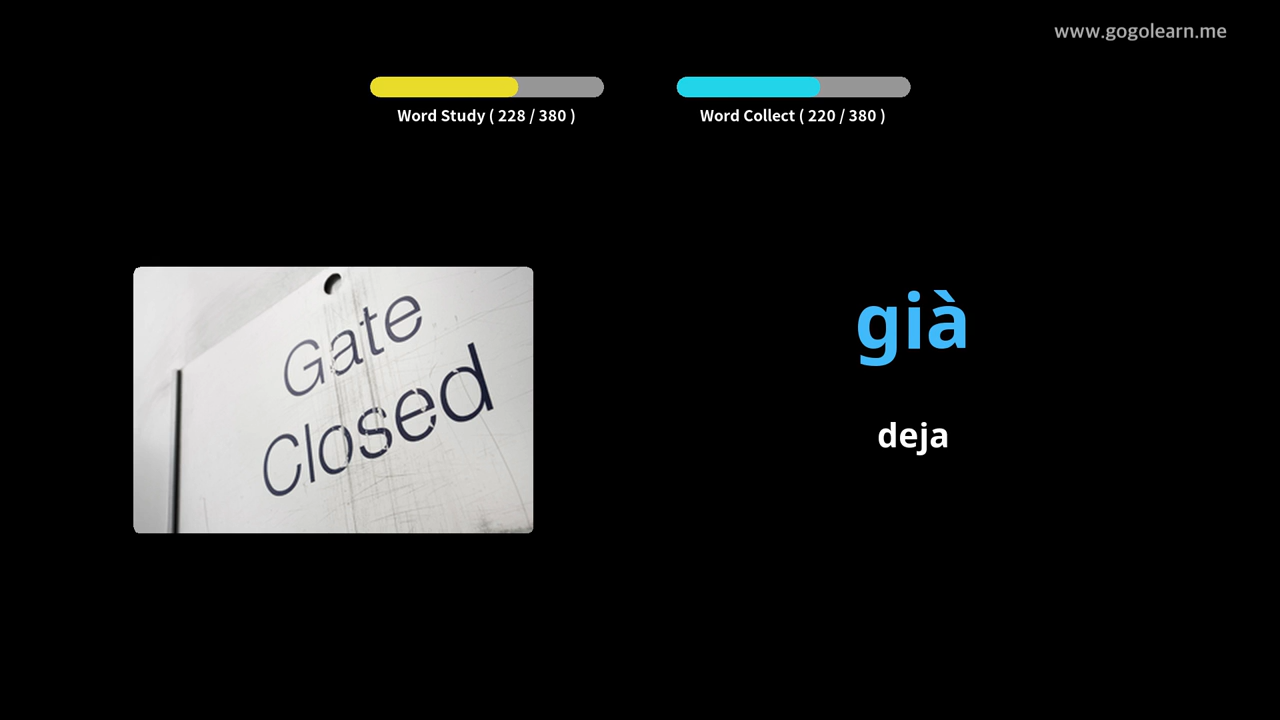 www.gogolearn.me
Word Study ( 228 / 380 )
Word Collect ( 220 / 380 )
Gate
Closed
già
deja